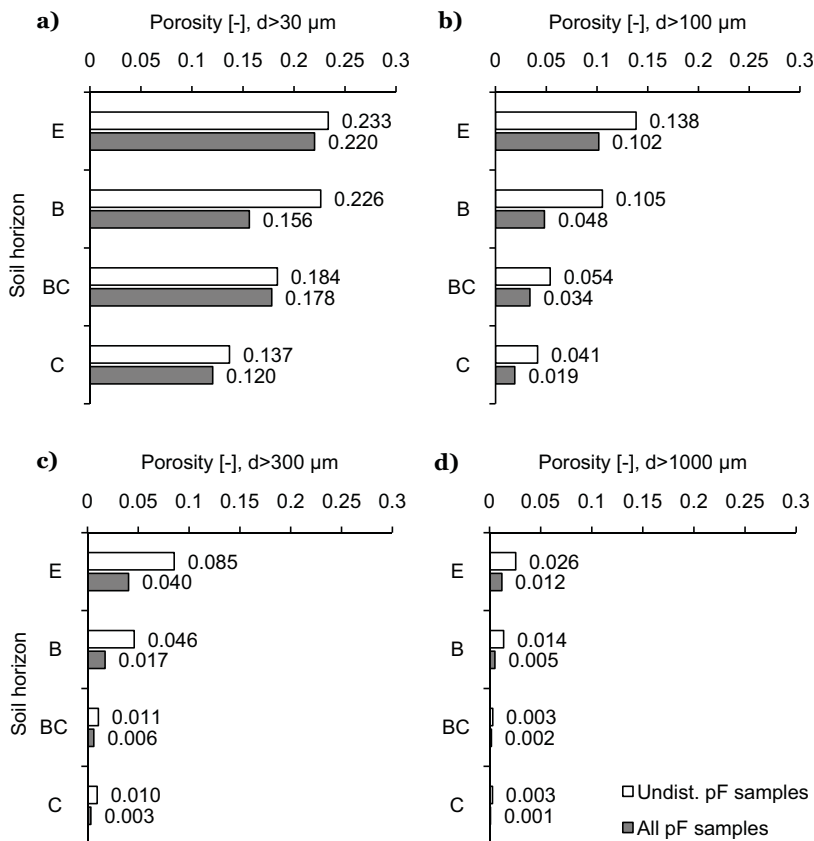 a) Porosity [-], d>30 µm
0 0.05 0.1 0.15 0.2 0.25 0.3
Soil horizon
E 0.233
0.220
B 0.226
0.156
BC 0.184
0.178
C 0.137
0.120
b) Porosity [-], d>100 µm
0 0.05 0.1 0.15 0.2 0.25 0.3
E 0.138
0.102
B 0.105
0.048
BC 0.054
0.034
C 0.041
0.019
c) Porosity [-], d>300 µm
0 0.05 0.1 0.15 0.2 0.25 0.3
Soil horizon
E 0.085
0.040
B 0.046
0.017
BC 0.011
0.006
C 0.010
0.003
d) Porosity [-], d>1000 µm
0 0.05 0.1 0.15 0.2 0.25 0.3
E 0.026
0.012
B 0.014
0.005
BC 0.003
0.002
C 0.003
0.001
Undist. pF samples
All pF samples